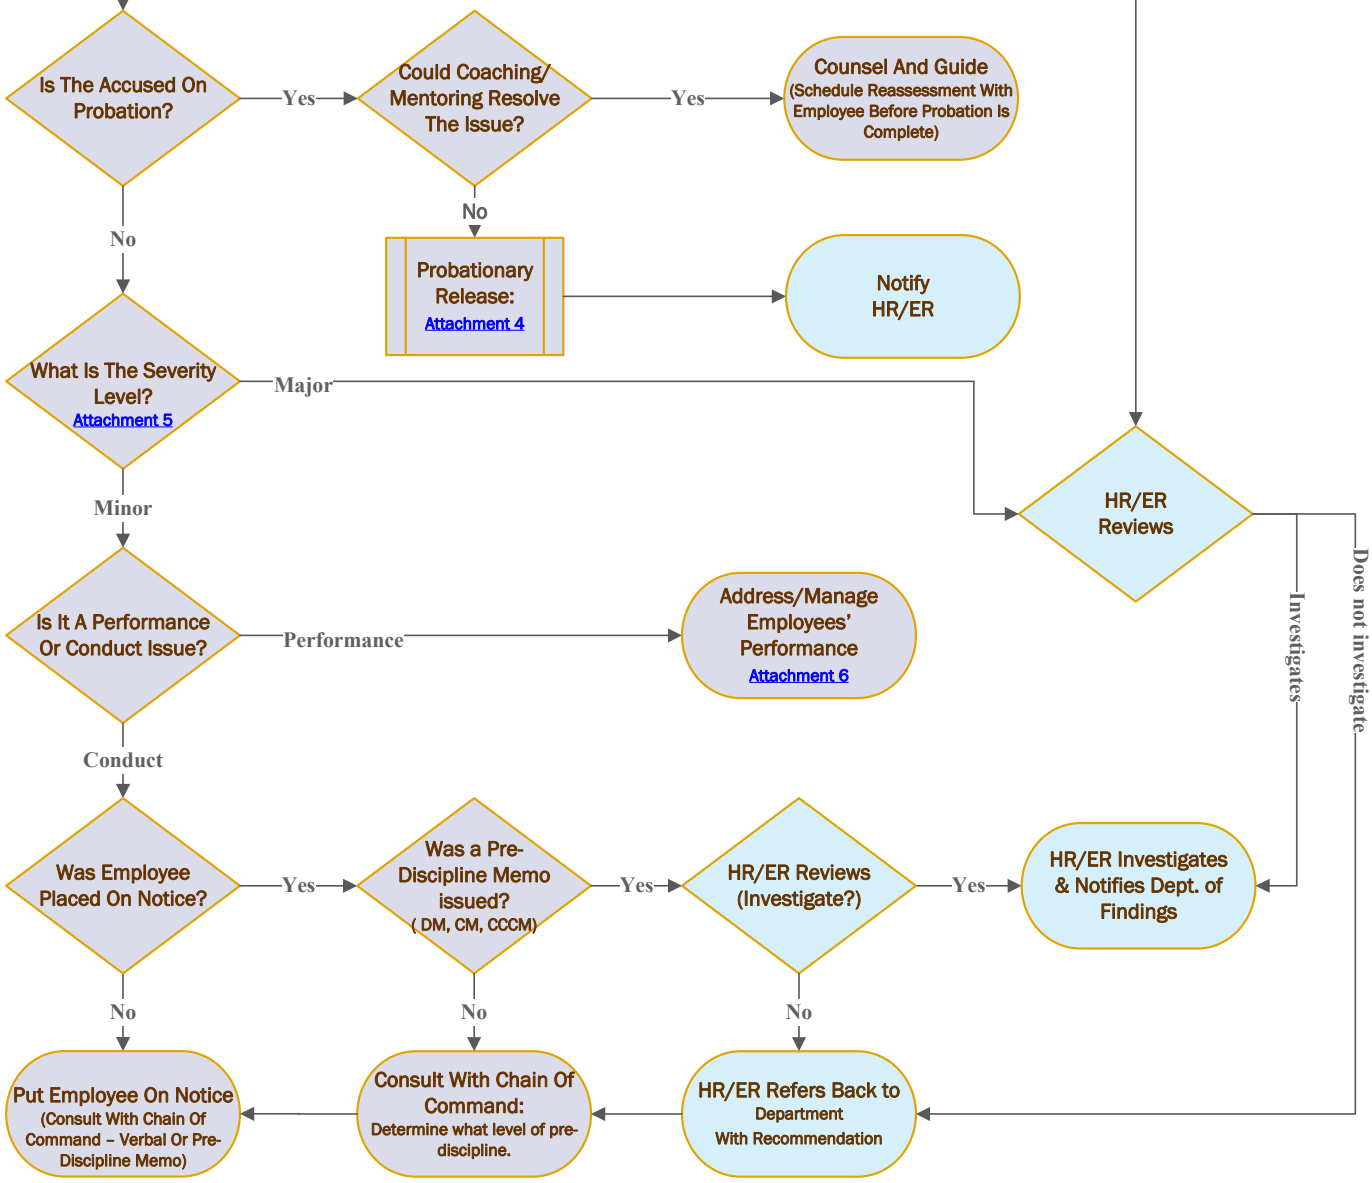 Is The Accused On
Probation?
Yes
Could Coaching/
Mentoring Resolve
The Issue?
Yes
Counsel And Guide
(Schedule Reassessment With
Employee Before Probation Is
Complete)
No
No
Probationary
Release:
Attachment 4
Notify
HR/ER
What Is The Severity
Level?
Attachment 5
Major
HR/ER
Reviews
Minor
Is It A Performance
Or Conduct Issue?
Performance
Address/Manage
Employees’
Performance
Attachment 6
Investigates
Does not investigate
Conduct
Was Employee
Placed On Notice?
Yes
Was a Pre-
Discipline Memo
issued?
( DM, CM, CCCM)
Yes
HR/ER Reviews
(Investigate?)
Yes
HR/ER Investigates
& Notifies Dept. of
Findings
No
No
No
Put Employee On Notice
(Consult With Chain Of
Command – Verbal Or Pre-
Discipline Memo)
Consult With Chain Of
Command:
Determine what level of pre-
discipline.
HR/ER Refers Back to
Department
With Recommendation